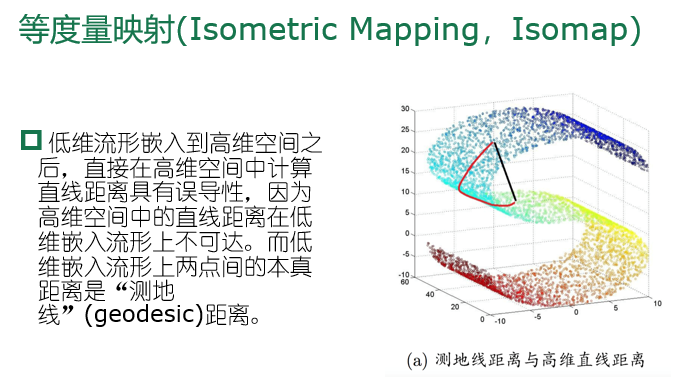 等度量映射(Isometric Mapping，Isomap)
低维流形嵌入到高维空间之
后，直接在高维空间中计算
直线距离具有误导性，因为
高维空间中的直线距离在低
维嵌入流形上不可达。而低
维嵌入流形上两点间的本真
距离是“测地
线”(geodesic)距离。
30
25
20
15
10
5
0
-5
-10
60
40
20
0
-10
-5
0
5
10
(a) 测地线距离与高维直线距离